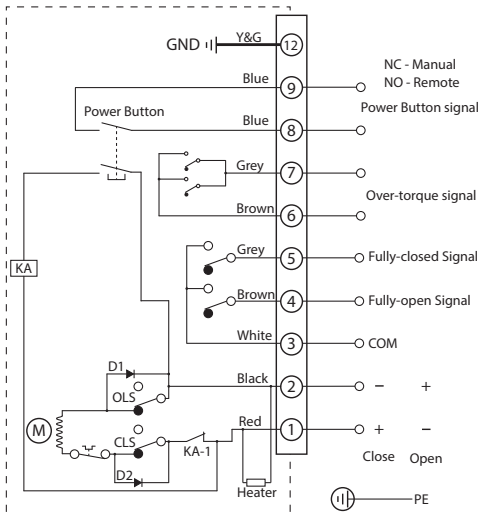 GND Y&G 12
NC - Manual
Blue 9 NO - Remote
Power Button Power Button signal
Blue 8
Grey 7
Over-torque signal
Brown 6
Grey 5 Fully-closed Signal
KA
Brown 4 Fully-open Signal
White 3 COM
D1
Black 2 − +
OLS
M CLS KA-1 Red 1 + −
Close Open
D2
Heater PE